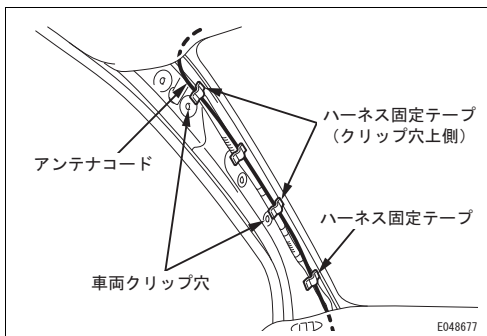 ハーネス固定テープ
（クリップ穴上側）
アンテナコード
ハーネス固定テープ
車両クリップ穴
E048677